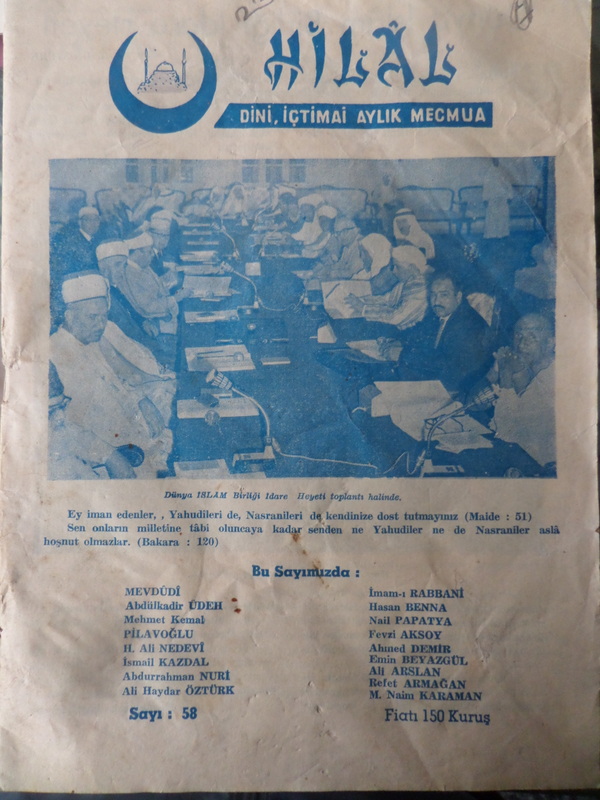 HİLÂL
DİNİ, İÇTİMAİ AYLIK MECMUA
Dünya İSLÂM Birliği İdare Heyeti toplantı halinde.
Ey iman edenler, , Yahudileri de, Nasranileri de kendinize dost tutmayınız (Maide : 51)
Sen onların milletine tâbi oluncaya kadar senden ne Yahudiler ne de Nasraniler aslâ
hoşnut olmazlar. (Bakara : 120)
Bu Sayımızda :
MEVDÛDÎ
Abdülkadir ÛDEH
Mehmet Kemal
PİLAVOĞLU
H. Ali NEDEVÎ
İsmail KAZDAL
Abdurrahman NURİ
Ali Haydar ÖZTÜRK
İmam-ı RABBANÎ
Hasan BENNA
Nail PAPATYA
Fevzi AKSOY
Ahmed DEMİR
Emin BEYAZGÜL
Ali ARSLAN
Refet ARMAĞAN
M. Naim KARAMAN
Sayı : 58
Fiatı 150 Kuruş